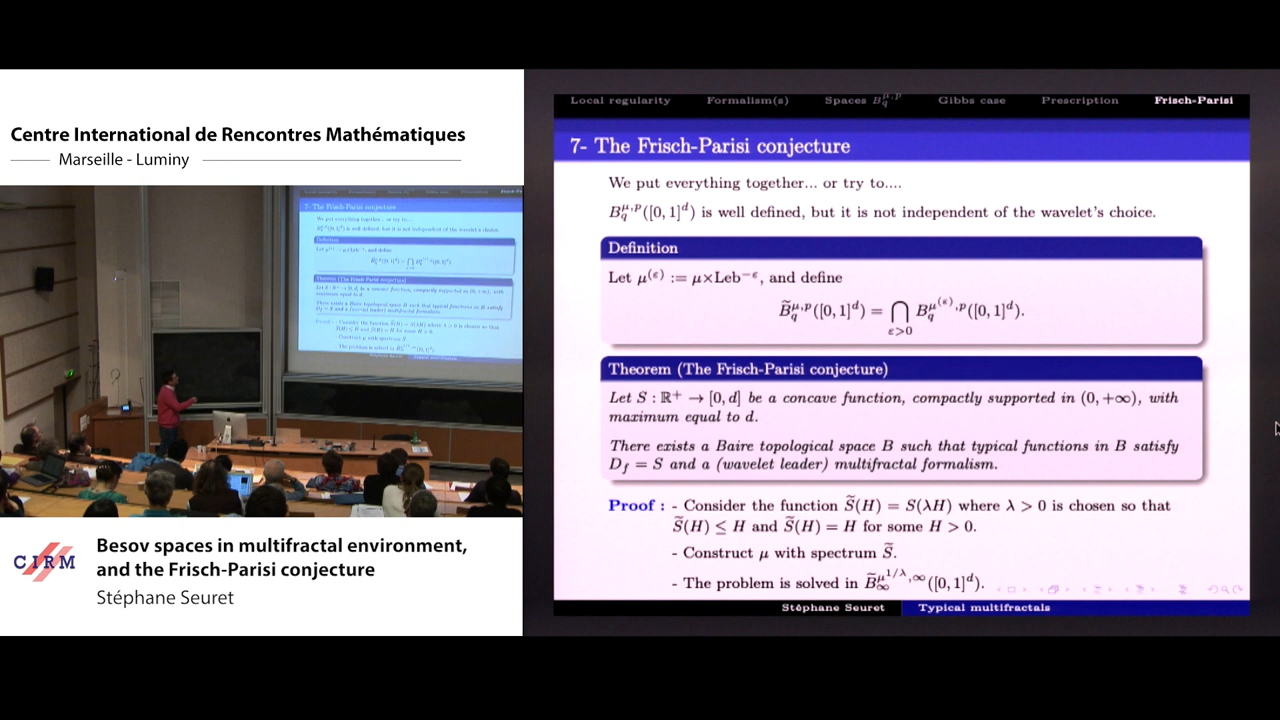 Centre International de Rencontres Mathématiques
Marseille - Luminy
CIRM
Besov spaces in multifractal environment,
and the Frisch-Parisi conjecture
Stéphane Seuret
Local regularity Formalism(s) Spaces B_q^{μ,p} Gibbs case Prescription Frisch-Parisi
7- The Frisch-Parisi conjecture
We put everything together... or try to....
B_q^{μ,p}([0, 1]^d) is well defined, but it is not independent of the wavelet's choice.
Definition
Let μ^{(ε)} := μ×Leb^{-ε}, and define
B̃_q^{μ,p}([0, 1]^d) = ⋂_{ε>0} B_q^{μ^{(ε)},p}([0, 1]^d).
Theorem (The Frisch-Parisi conjecture)
Let S : ℝ^+ → [0, d] be a concave function, compactly supported in (0, +∞), with
maximum equal to d.
There exists a Baire topological space B such that typical functions in B satisfy
D_f = S and a (wavelet leader) multifractal formalism.
Proof : - Consider the function S̃(H) = S(λH) where λ > 0 is chosen so that
S̃(H) ≤ H and S̃(H) = H for some H > 0.
- Construct μ with spectrum S̃.
- The problem is solved in B̃_∞^{μ^{1/λ},∞}([0, 1]^d).
Stéphane Seuret Typical multifractals